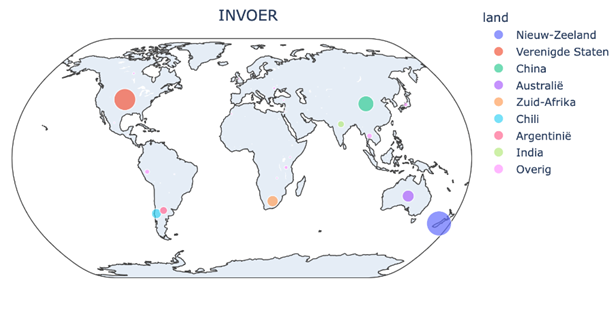 INVOER
land
Nieuw-Zeeland
Verenigde Staten
China
Australië
Zuid-Afrika
Chili
Argentinië
India
Overig